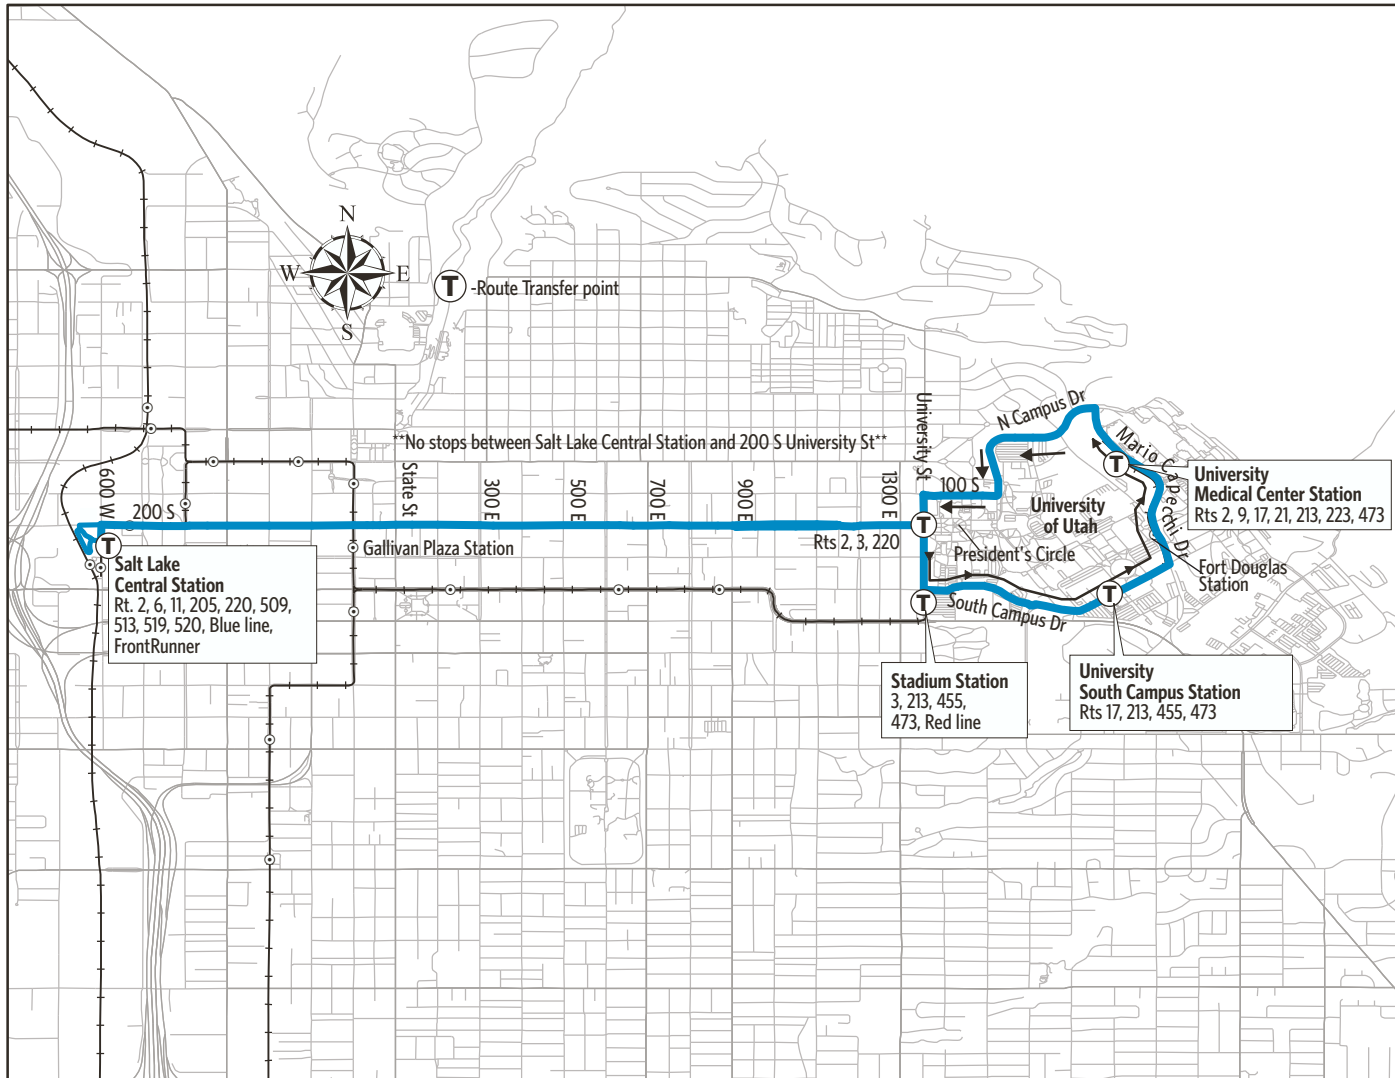 N
W
E
S
T
-Route Transfer point
N Campus Dr
University St
**No stops between Salt Lake Central Station and 200 S University St**
Mario Capecchi Dr
T
University
Medical Center Station
Rts 2, 9, 17, 21, 213, 223, 473
600 W
State St
300 E
500 E
700 E
900 E
1300 E
100 S
University
of Utah
200 S
T
Rts 2, 3, 220
President's Circle
Gallivan Plaza Station
T
Salt Lake
Central Station
Rt. 2, 6, 11, 205, 220, 509,
513, 519, 520, Blue line,
FrontRunner
Fort Douglas
Station
T
T
South Campus Dr
Stadium Station
3, 213, 455,
473, Red line
University
South Campus Station
Rts 17, 213, 455, 473